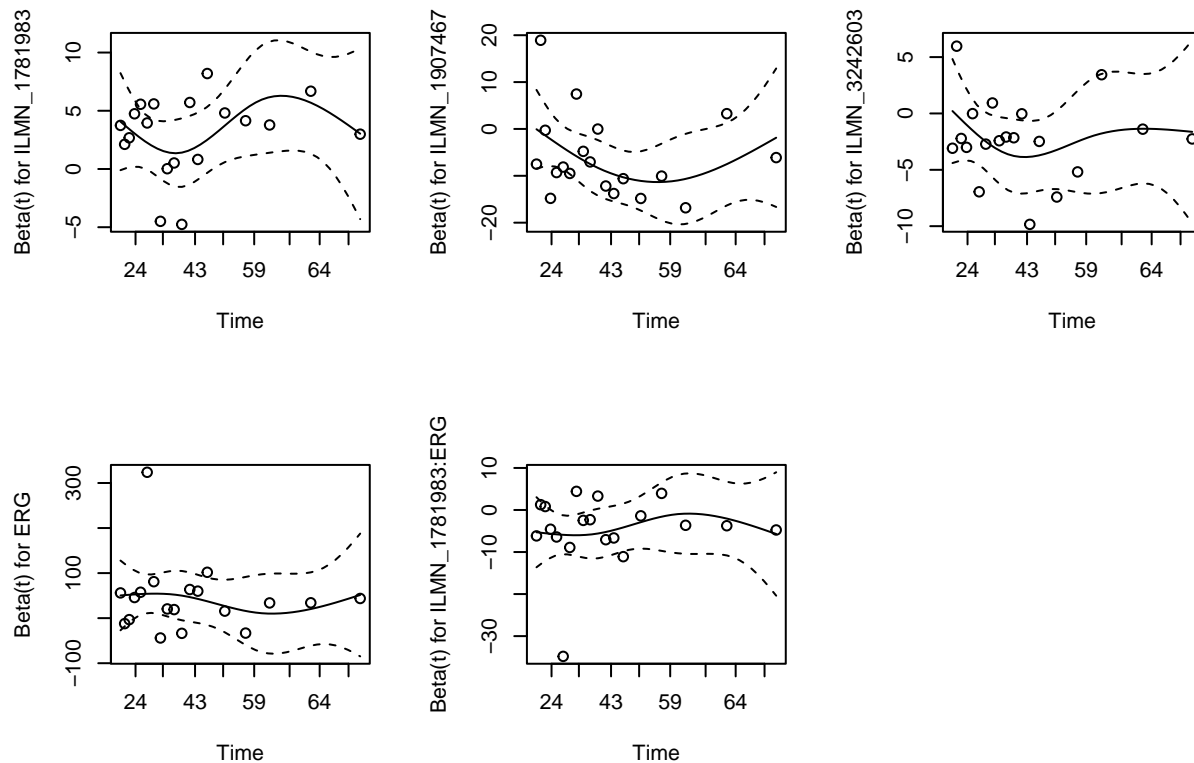 Beta(t) for ILMN_1781983
10
5
0
−5
24 43 59 64
Time
Beta(t) for ILMN_1907467
20
10
0
−20
24 43 59 64
Time
Beta(t) for ILMN_3242603
5
0
−5
−10
24 43 59 64
Time
Beta(t) for ERG
300
100
−100
24 43 59 64
Time
Beta(t) for ILMN_1781983:ERG
10
0
−10
−30
24 43 59 64
Time